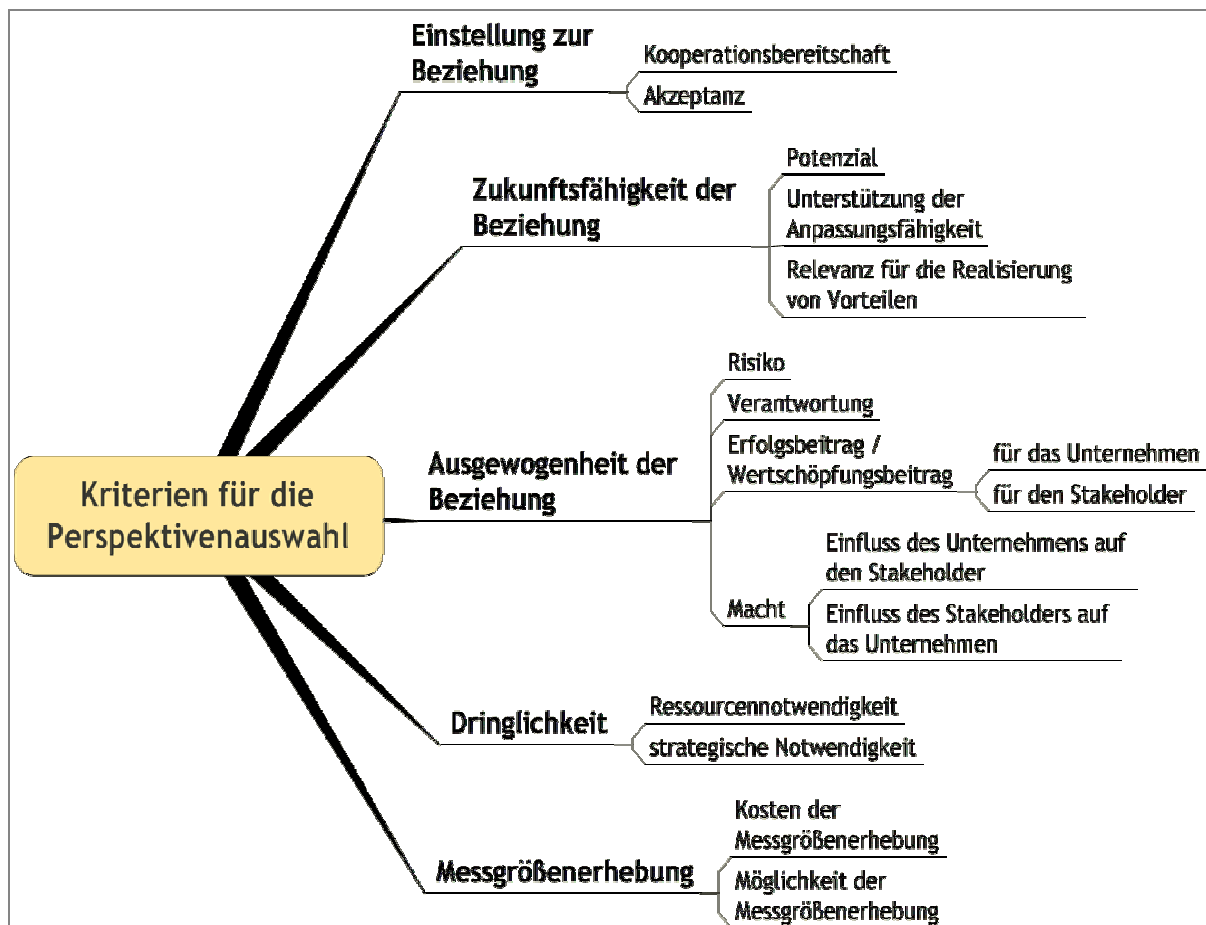 Einstellung zur
Beziehung
Kooperationsbereitschaft
Akzeptanz
Zukunftsfähigkeit der
Beziehung
Potenzial
Unterstützung der
Anpassungsfähigkeit
Relevanz für die Realisierung
von Vorteilen
Kriterien für die
Perspektivenauswahl
Ausgewogenheit der
Beziehung
Risiko
Verantwortung
Erfolgsbeitrag /
Wertschöpfungsbeitrag
für das Unternehmen
für den Stakeholder
Macht
Einfluss des Unternehmens auf
den Stakeholder
Einfluss des Stakeholders auf
das Unternehmen
Dringlichkeit
Ressourcennotwendigkeit
strategische Notwendigkeit
Messgrößenerhebung
Kosten der
Messgrößenerhebung
Möglichkeit der
Messgrößenerhebung